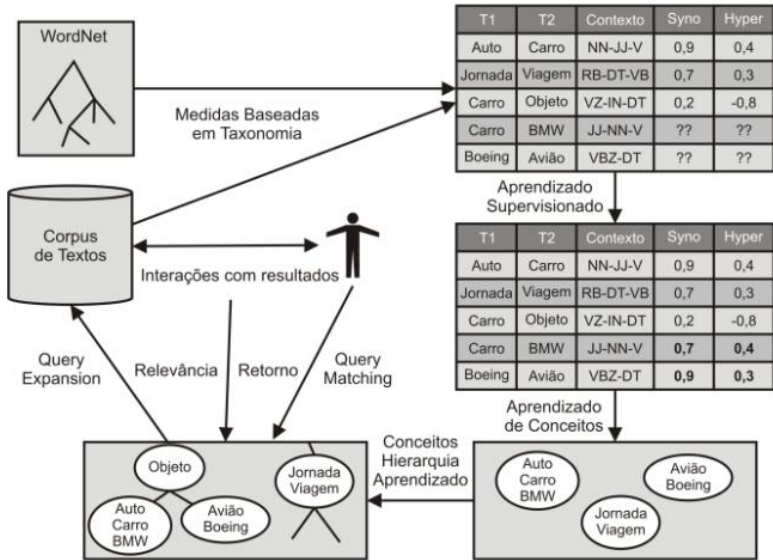 WordNet
Medidas Baseadas
em Taxonomia
T1 T2 Contexto Syno Hyper
Auto Carro NN-JJ-V 0,9 0,4
Jornada Viagem RB-DT-VB 0,7 0,3
Carro Objeto VZ-IN-DT 0,2 -0,8
Carro BMW JJ-NN-V ?? ??
Boeing Avião VBZ-DT ?? ??
Aprendizado
Supervisionado
Corpus
de Textos
Interações com resultados
T1 T2 Contexto Syno Hyper
Auto Carro NN-JJ-V 0,9 0,4
Jornada Viagem RB-DT-VB 0,7 0,3
Carro Objeto VZ-IN-DT 0,2 -0,8
Carro BMW JJ-NN-V 0,7 0,4
Boeing Avião VBZ-DT 0,9 0,3
Query
Expansion
Relevância
Retorno
Query
Matching
Aprendizado
de Conceitos
Objeto
Auto
Carro
BMW
Avião
Boeing
Jornada
Viagem
Conceitos
Hierarquia
Aprendizado
Auto
Carro
BMW
Jornada
Viagem
Avião
Boeing